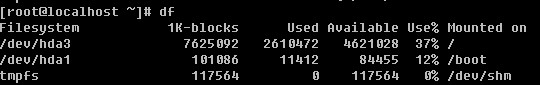 [root@localhost ~]# df
Filesystem 1K-blocks Used Available Use% Mounted on
/dev/hda3 7625092 2610472 4621028 37% /
/dev/hda1 101086 11412 84455 12% /boot
tmpfs 117564 0 117564 0% /dev/shm